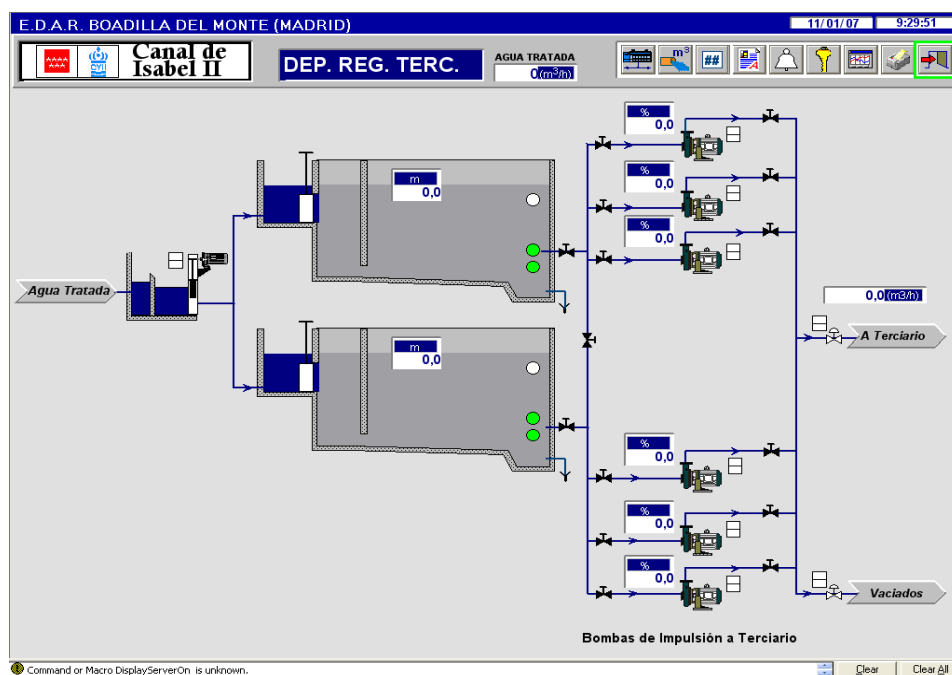 E.D.A.R. BOADILLA DEL MONTE (MADRID)
11/01/07
9:29:51
Canal de
Isabel II
DEP. REG. TERC.
AGUA TRATADA
0(m³/h)
m³
##
%
0,0
%
0,0
%
0,0
m
0,0
Agua Tratada
0,0(m3/h)
A Terciario
m
0,0
%
0,0
%
0,0
%
0,0
Vaciados
Bombas de Impulsión a Terciario
Command or Macro DisplayServerOn is unknown.
Clear
Clear All